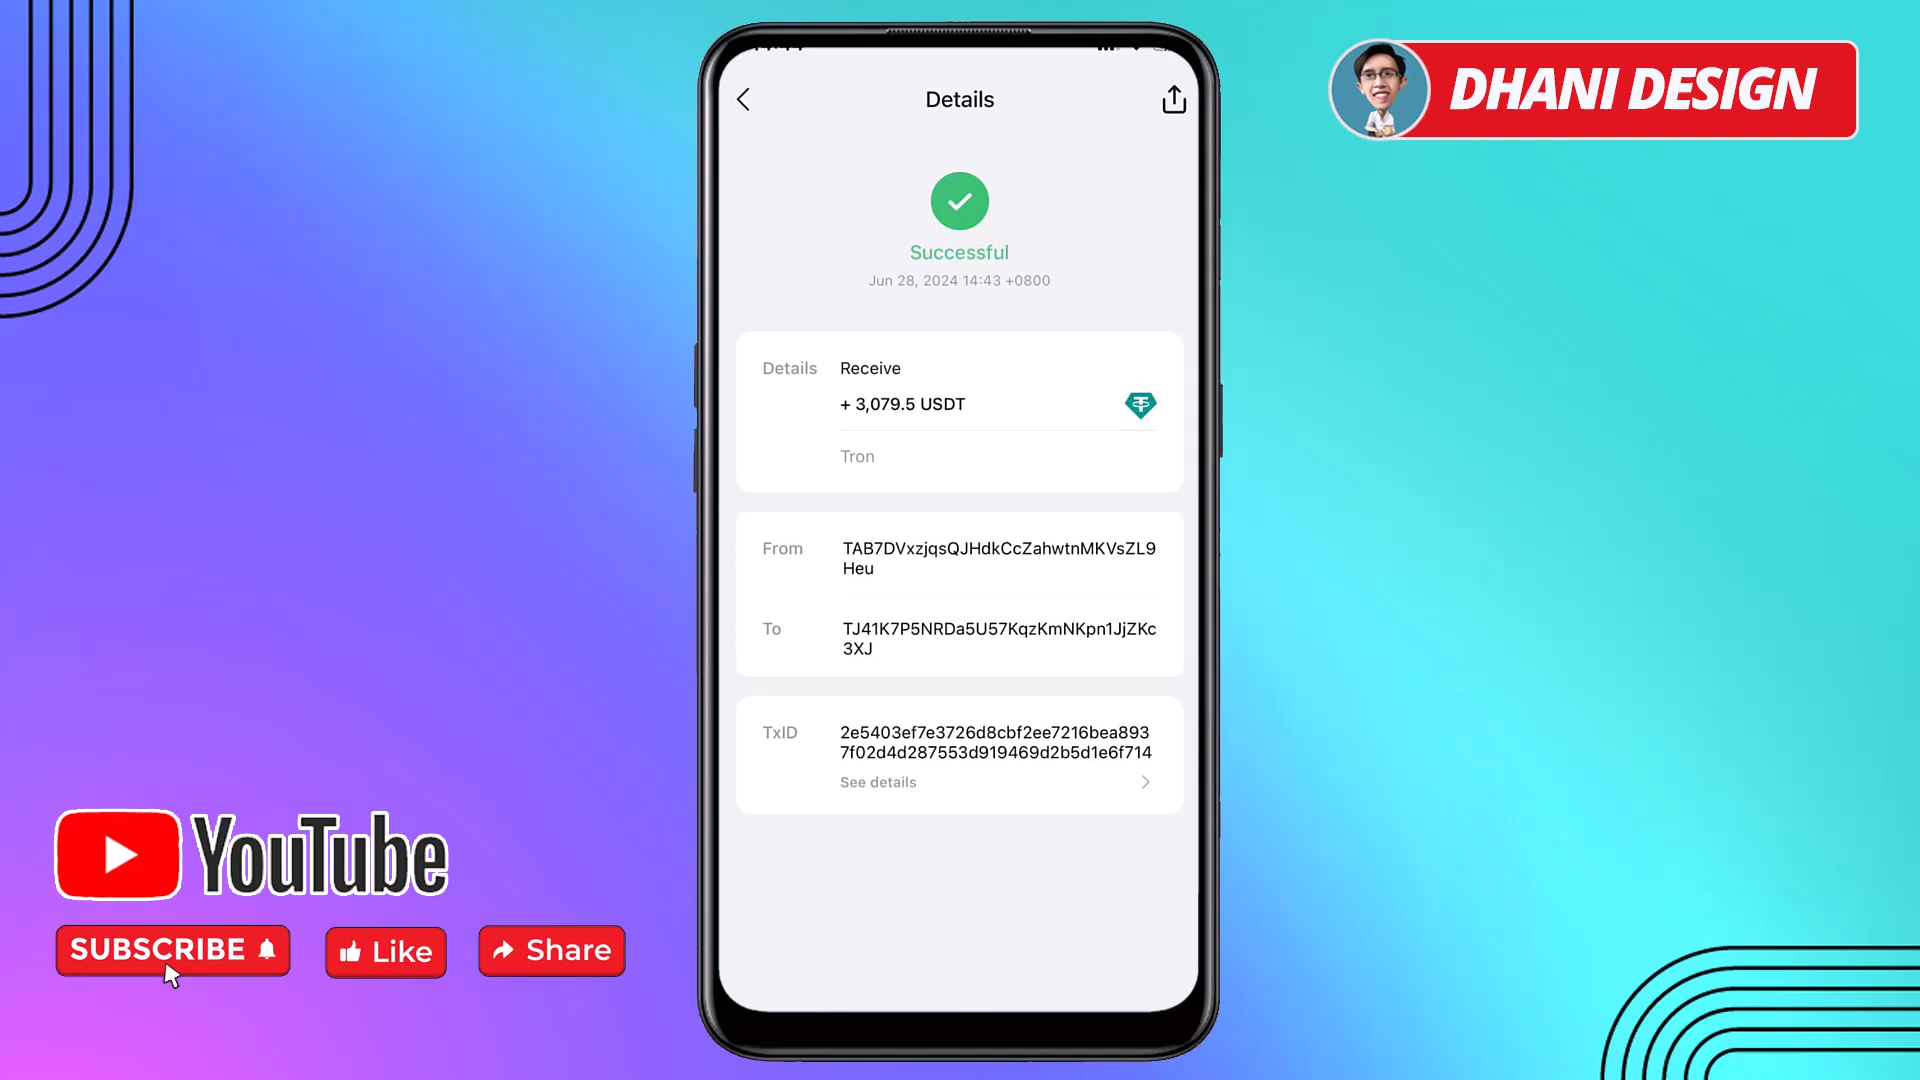 DHANI DESIGN
Details
Successful
Jun 28, 2024 14:43 +0800
Details Receive
+ 3,079.5 USDT
Tron
From TAB7DVxzjqsQJHdkCcZahwtnMKVsZL9
Heu
To TJ41K7P5NRDa5U57KqzKmNKpn1JjZKc
3XJ
TxID 2e5403ef7e3726d8cbf2ee7216bea893
7f02d4d287553d919469d2b5d1e6f714
See details
YouTube
SUBSCRIBE Like Share